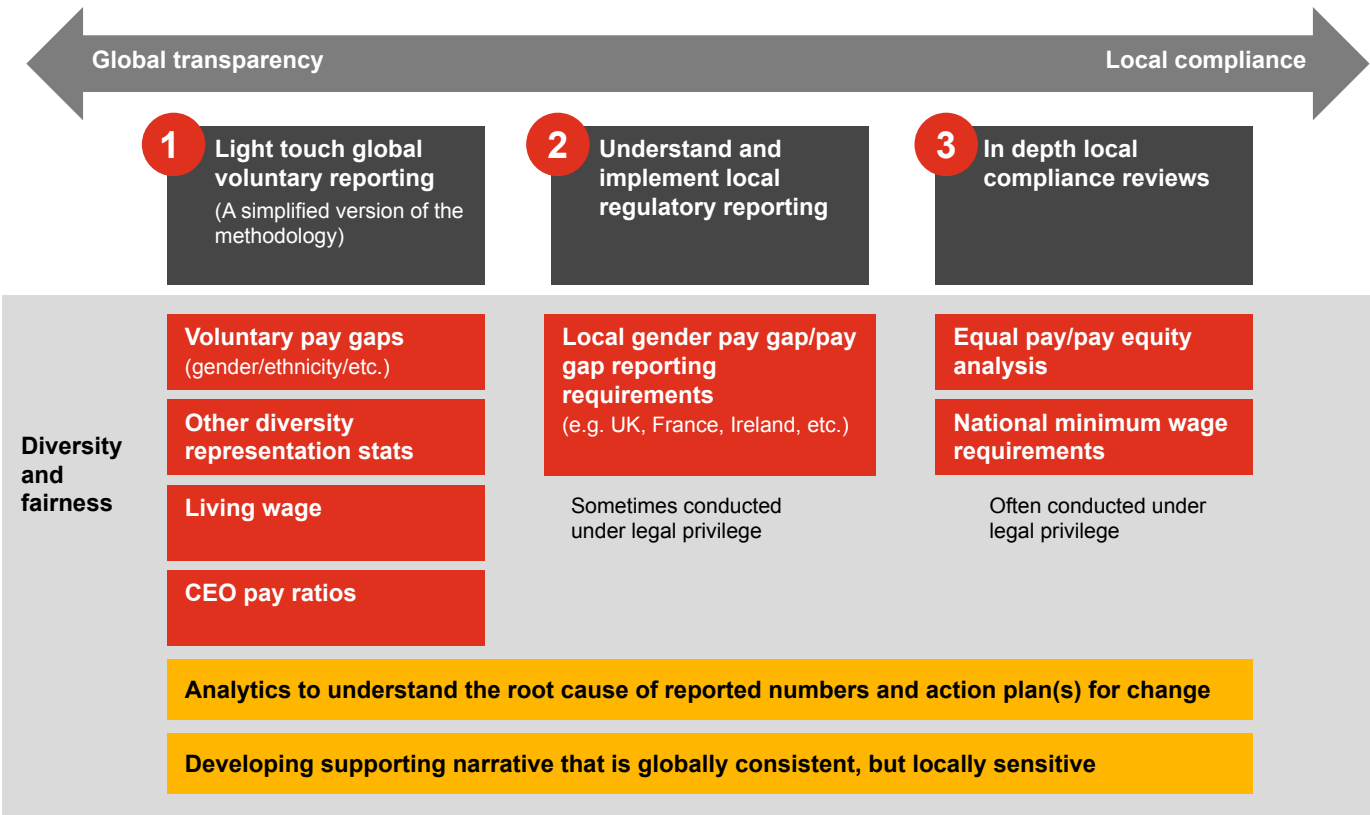 Global transparency
Local compliance
1
Light touch global
voluntary reporting
(A simplified version of the
methodology)
2
Understand and
implement local
regulatory reporting
3
In depth local
compliance reviews
Diversity
and
fairness
Voluntary pay gaps
(gender/ethnicity/etc.)
Other diversity
representation stats
Living wage
CEO pay ratios
Local gender pay gap/pay
gap reporting
requirements
(e.g. UK, France, Ireland, etc.)
Sometimes conducted
under legal privilege
Equal pay/pay equity
analysis
National minimum wage
requirements
Often conducted under
legal privilege
Analytics to understand the root cause of reported numbers and action plan(s) for change
Developing supporting narrative that is globally consistent, but locally sensitive